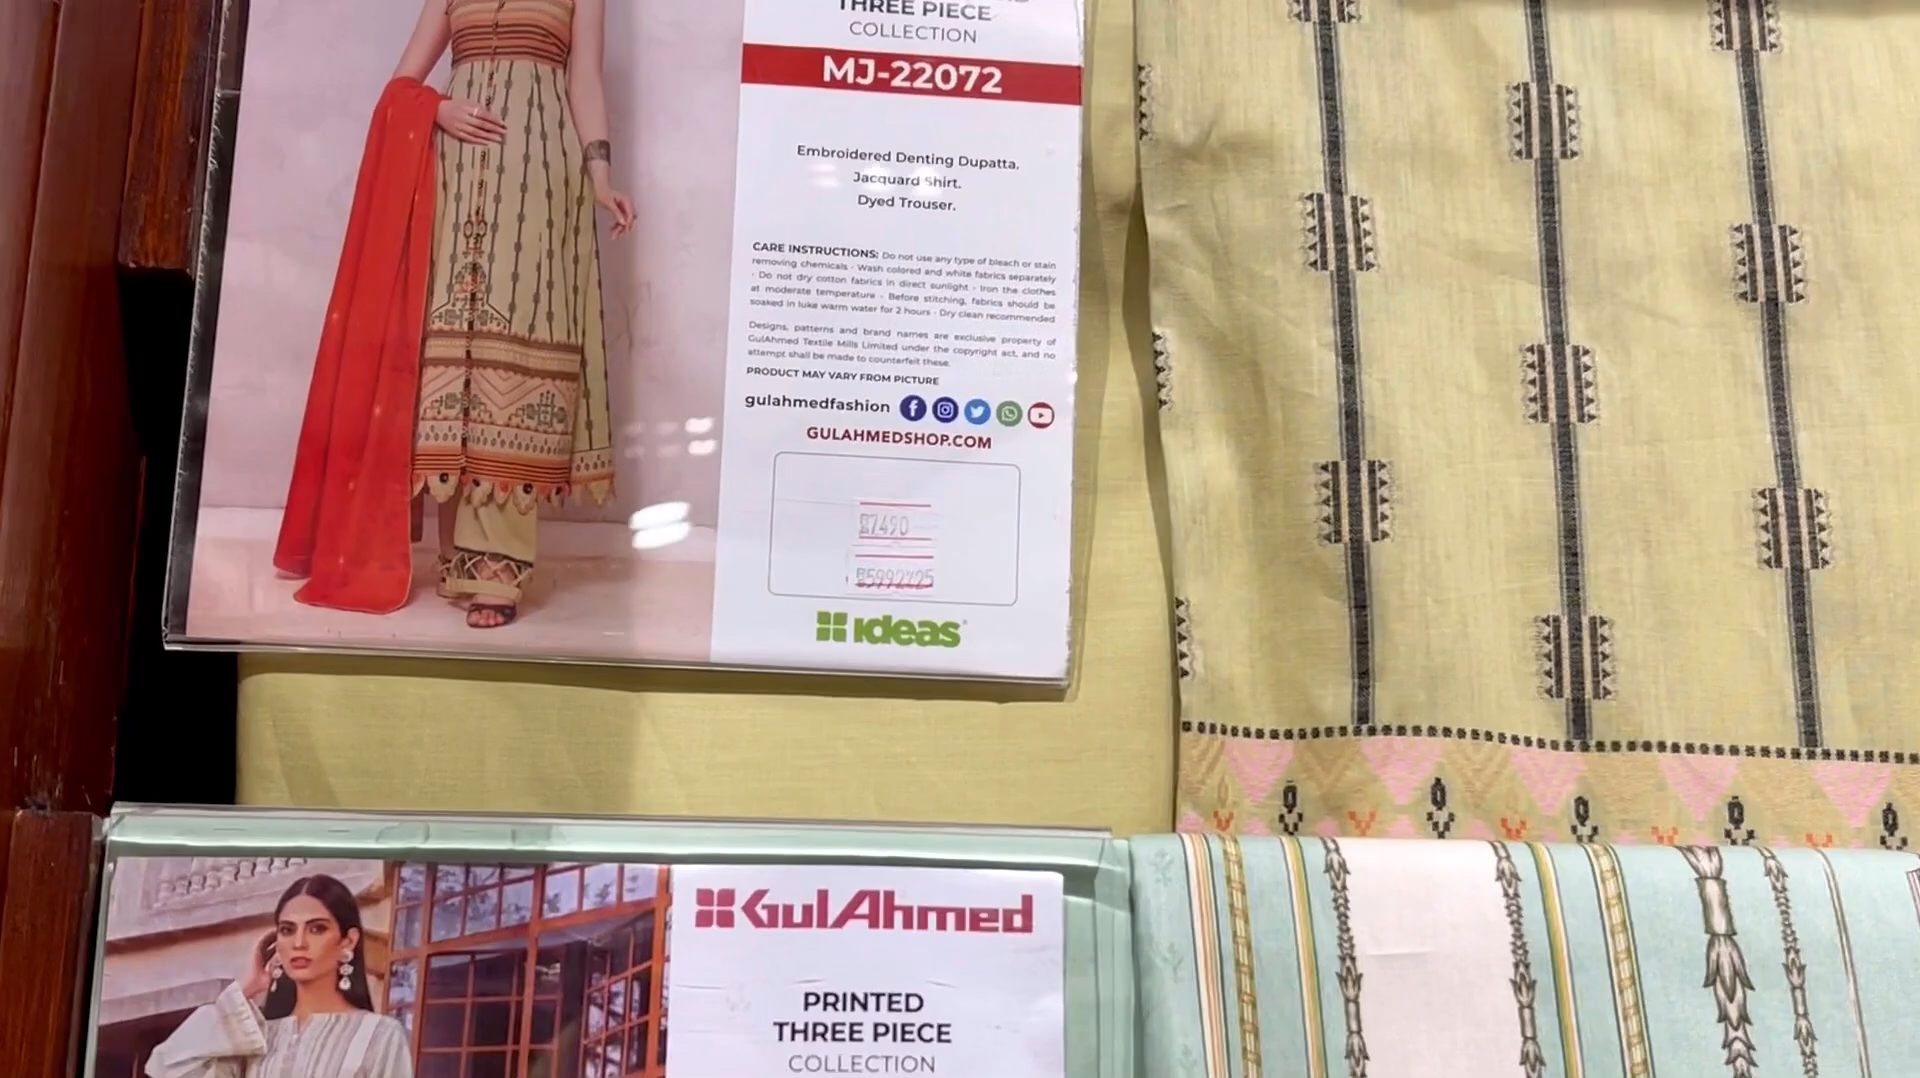 THREE PIECE
COLLECTION
MJ-22072
Embroidered Denting Dupatta.
Jacquard Shirt.
Dyed Trouser.
CARE INSTRUCTIONS: Do not use any type of bleach or stain
removing chemicals - Wash colored and white fabrics separately
- Do not dry cotton fabrics in direct sunlight - Iron the clothes
at moderate temperature - Before stitching, fabrics should be
soaked in luke warm water for 2 hours - Dry clean recommended
Designs, patterns and brand names are exclusive property of
GulAhmed Textile Mills Limited under the copyright act, and no
attempt shall be made to counterfeit these.
PRODUCT MAY VARY FROM PICTURE
gulahmedfashion
GULAHMEDSHOP.COM
7490
ideas
GulAhmed
PRINTED
THREE PIECE
COLLECTION